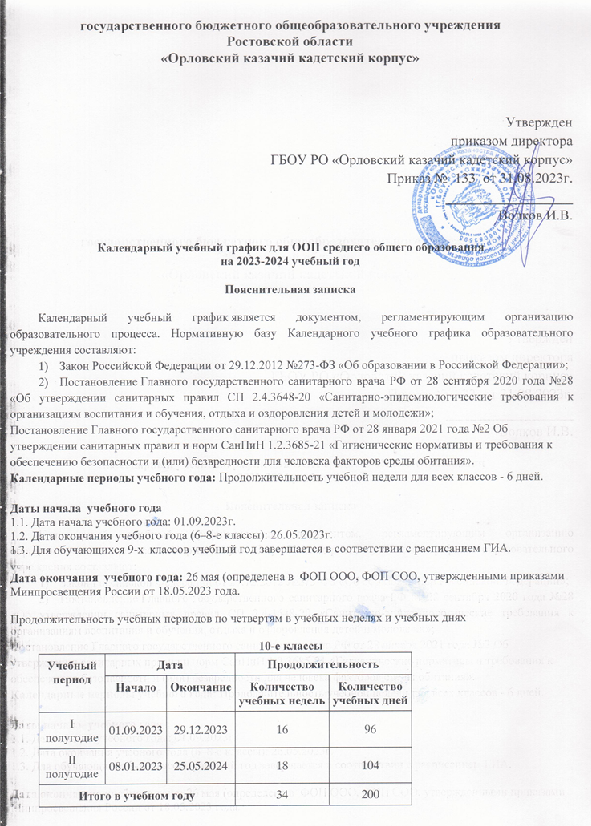 государственного бюджетного общеобразовательного учреждения
Ростовской области
«Орловский казачий кадетский корпус»
Утвержден
приказом директора
ГБОУ РО «Орловский казачий кадетский корпус»
Приказ № 133 от 31.08.2023г.
Волков И.В.
Календарный учебный график для ООП среднего общего образования
на 2023-2024 учебный год
Пояснительная записка
Календарный учебный график является документом, регламентирующим организацию
образовательного процесса. Нормативную базу Календарного учебного графика образовательного
учреждения составляют:
1) Закон Российской Федерации от 29.12.2012 №273-ФЗ «Об образовании в Российской Федерации»;
2) Постановление Главного государственного санитарного врача РФ от 28 сентября 2020 года №28
«Об утверждении санитарных правил СП 2.4.3648-20 «Санитарно-эпидемиологические требования к
организациям воспитания и обучения, отдыха и оздоровления детей и молодежи»;
Постановление Главного государственного санитарного врача РФ от 28 января 2021 года №2 Об
утверждении санитарных правил и норм СанПиН 1.2.3685-21 «Гигиенические нормативы и требования к
обеспечению безопасности и (или) безвредности для человека факторов среды обитания».
Календарные периоды учебного года: Продолжительность учебной недели для всех классов - 6 дней.
Даты начала учебного года
1.1. Дата начала учебного года: 01.09.2023г.
1.2. Дата окончания учебного года (6–8-е классы): 26.05.2023г.
1.3. Для обучающихся 9-х классов учебный год завершается в соответствии с расписанием ГИА.
Дата окончания учебного года: 26 мая (определена в ФОП ООО, ФОП СОО, утвержденными приказами
Минпросвещения России от 18.05.2023 года.
Продолжительность учебных периодов по четвертям в учебных неделях и учебных днях
10-е классы
Учебный период Дата Продолжительность
Начало Окончание Количество учебных недель Количество учебных дней
I полугодие 01.09.2023 29.12.2023 16 96
II полугодие 08.01.2023 25.05.2024 18 104
Итого в учебном году 34 200